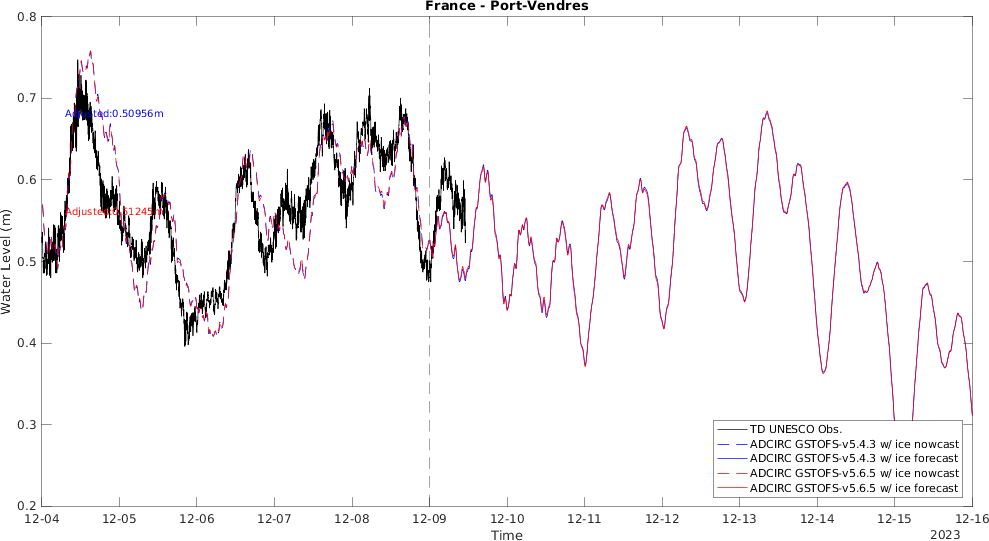 France - Port-Vendres
0.8
0.7
0.6
0.5
0.4
0.3
0.2
Water Level (m)
Adjusted:0.50956m
Adjusted:0.51245m
TD UNESCO Obs.
ADCIRC GSTOFS-v5.4.3 w/ ice nowcast
ADCIRC GSTOFS-v5.4.3 w/ ice forecast
ADCIRC GSTOFS-v5.6.5 w/ ice nowcast
ADCIRC GSTOFS-v5.6.5 w/ ice forecast
12-04 12-05 12-06 12-07 12-08 12-09 12-10 12-11 12-12 12-13 12-14 12-15 12-16
Time
2023